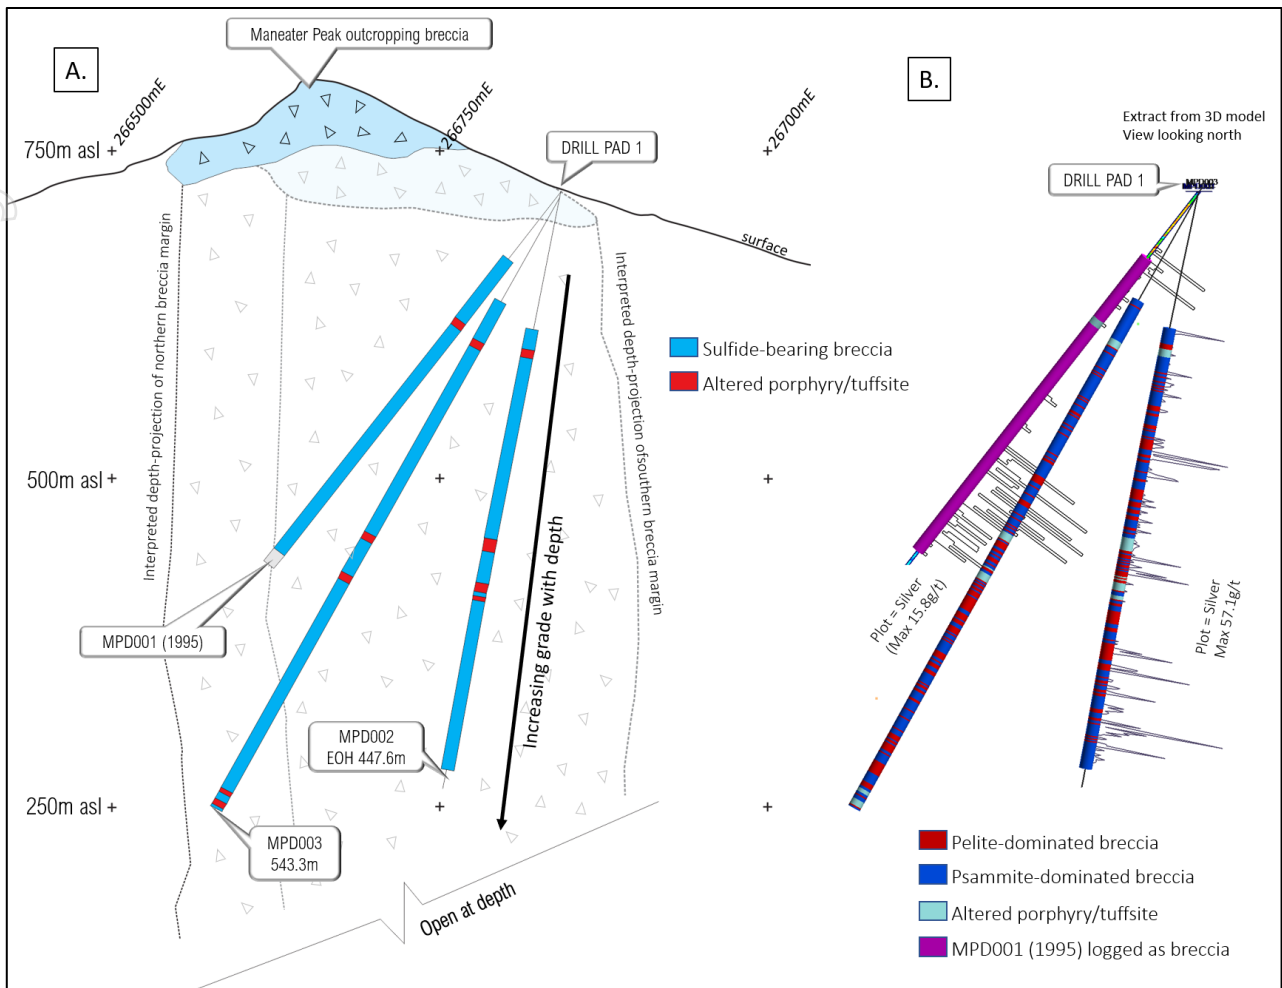 A.
Maneater Peak outcropping breccia
266500mE
266750mE
26700mE
750m asl
DRILL PAD 1
surface
Interpreted depth-projection of northern breccia margin
Interpreted depth-projection ofsouthern breccia margin
Sulfide-bearing breccia
Altered porphyry/tuffsite
500m asl
Increasing grade with depth
MPD001 (1995)
MPD002
EOH 447.6m
250m asl
MPD003
543.3m
Open at depth
B.
Extract from 3D model
View looking north
DRILL PAD 1
MPD003
Plot = Silver
(Max 15.8g/t)
Plot = Silver
Max 57.1g/t
Pelite-dominated breccia
Psammite-dominated breccia
Altered porphyry/tuffsite
MPD001 (1995) logged as breccia